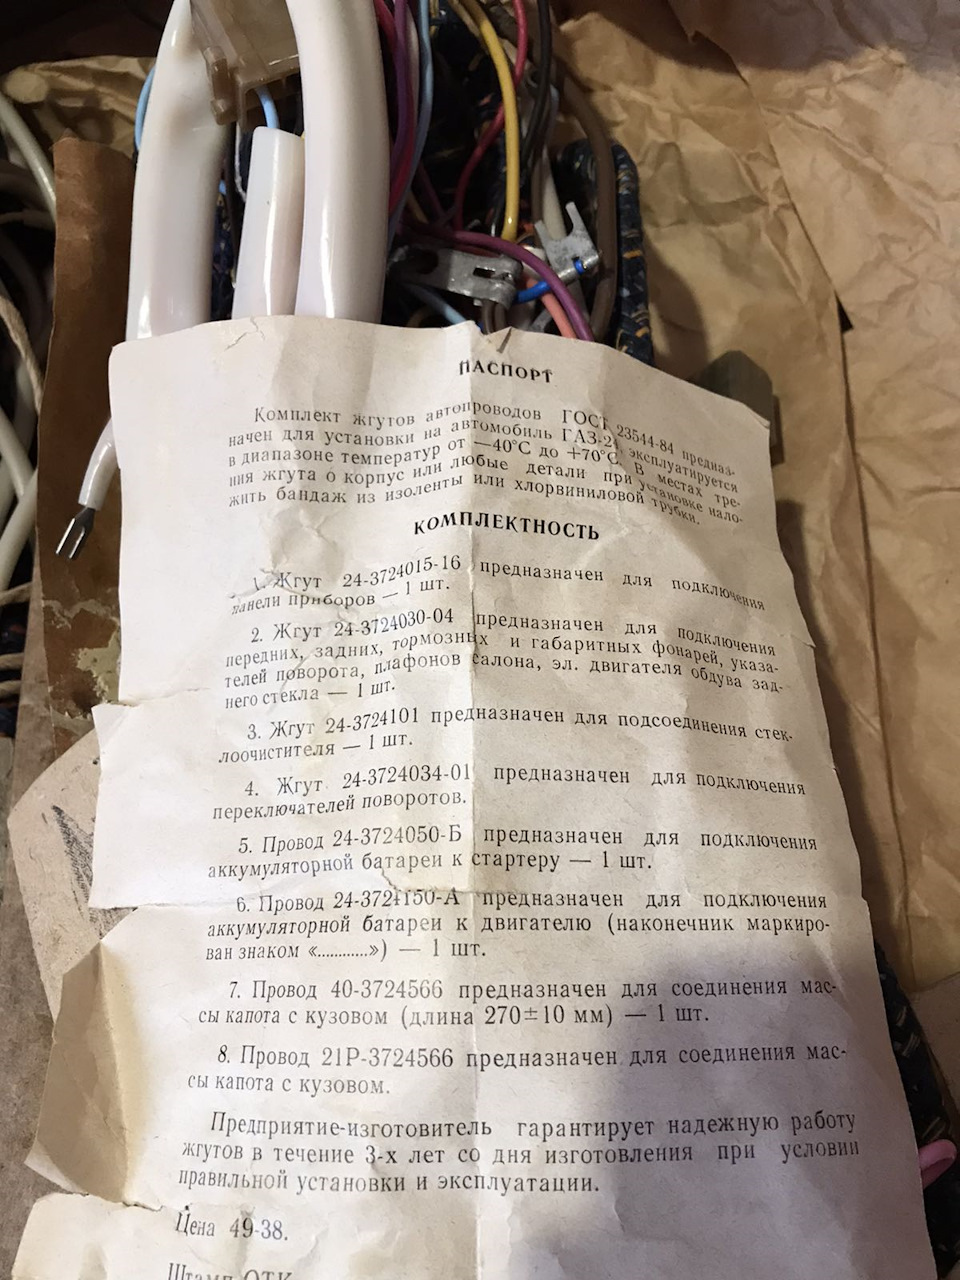 ПАСПОРТ
Комплект жгутов автопроводов ГОСТ 23544-84 предназ-
начен для установки на автомобиль ГАЗ-24 эксплуатируется
в диапазоне температур от —40°С до +70°С. В местах тре-
ния жгута о корпус или любые детали при установке нало-
жить бандаж из изоленты или хлорвиниловой трубки.
КОМПЛЕКТНОСТЬ
1. Жгут 24-3724015-16 предназначен для подключения
панели приборов — 1 шт.
2. Жгут 24-3724030-04 предназначен для подключения
передних, задних, тормозных и габаритных фонарей, указа-
телей поворота, плафонов салона, эл. двигателя обдува зад-
него стекла — 1 шт.
3. Жгут 24-3724101 предназначен для подсоединения стек-
лоочистителя — 1 шт.
4. Жгут 24-3724034-01 предназначен для подключения
переключателей поворотов.
5. Провод 24-3724050-Б предназначен для подключения
аккумуляторной батареи к стартеру — 1 шт.
6. Провод 24-3724150-А предназначен для подключения
аккумуляторной батареи к двигателю (наконечник маркиро-
ван знаком «............») — 1 шт.
7. Провод 40-3724566 предназначен для соединения мас-
сы капота с кузовом (длина 270±10 мм) — 1 шт.
8. Провод 21Р-3724566 предназначен для соединения мас-
сы капота с кузовом.
Предприятие-изготовитель гарантирует надежную работу
жгутов в течение 3-х лет со дня изготовления при условии
правильной установки и эксплуатации.
Цена 49-38.
Штамп ОТК